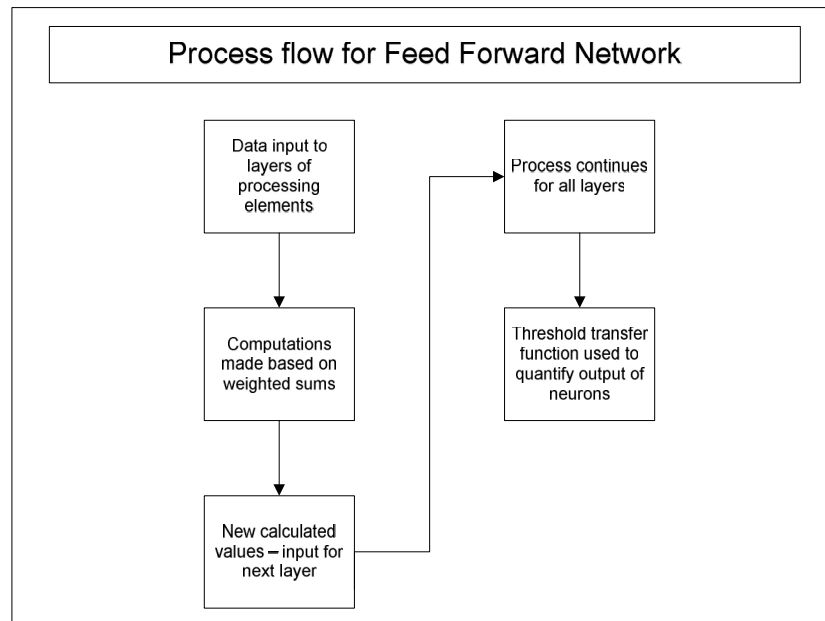 Process flow for Feed Forward Network
Data input to
layers of
processing
elements
Computations
made based on
weighted sums
New calculated
values – input for
next layer
Process continues
for all layers
Threshold transfer
function used to
quantify output of
neurons